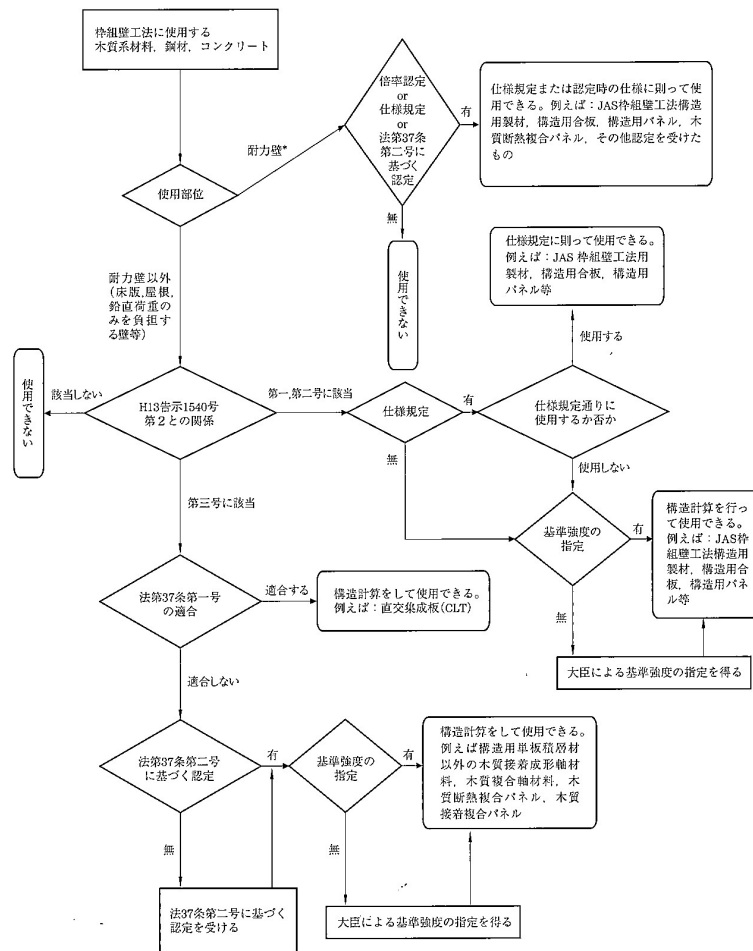 枠組壁工法に使用する
木質系材料, 鋼材, コンクリート
使用部位
耐力壁*
倍率認定
or
仕様規定
or
法第37条
第二号に
基づく
認定
有
仕様規定または認定時の仕様に則って使
用できる。例えば：JAS枠組壁工法構造
用製材, 構造用合板, 構造用パネル, 木
質断熱複合パネル, その他認定を受けた
もの
無
使用できない
耐力壁以外
(床版,屋根,
鉛直荷重の
みを負担す
る壁等)
仕様規定に則って使用できる。
例えば：JAS 枠組壁工法用
製材, 構造用合板, 構造用
パネル等
使用する
使用できない
該当しない
H13告示1540号
第２との関係
第一,第二号に該当
仕様規定
有
仕様規定通りに
使用するか否か
無
使用しない
第三号に該当
基準強度の
指定
有
構造計算を行っ
て使用できる。
例えば：JAS枠
組壁工法構造用
製材, 構造用合
板, 構造用パネ
ル等
無
大臣による基準強度の指定を得る
法第37条第一号
の適合
適合する
構造計算をして使用できる。
例えば：直交集成板(CLT)
適合しない
法第37条第二号
に基づく認定
有
基準強度の
指定
有
構造計算をして使用できる。
例えば構造用単板積層材
以外の木質接着成形軸材
料, 木質複合軸材料, 木
質断熱複合パネル, 木質
接着複合パネル
無
法37条第二号に基づく
認定を受ける
無
大臣による基準強度の指定を得る